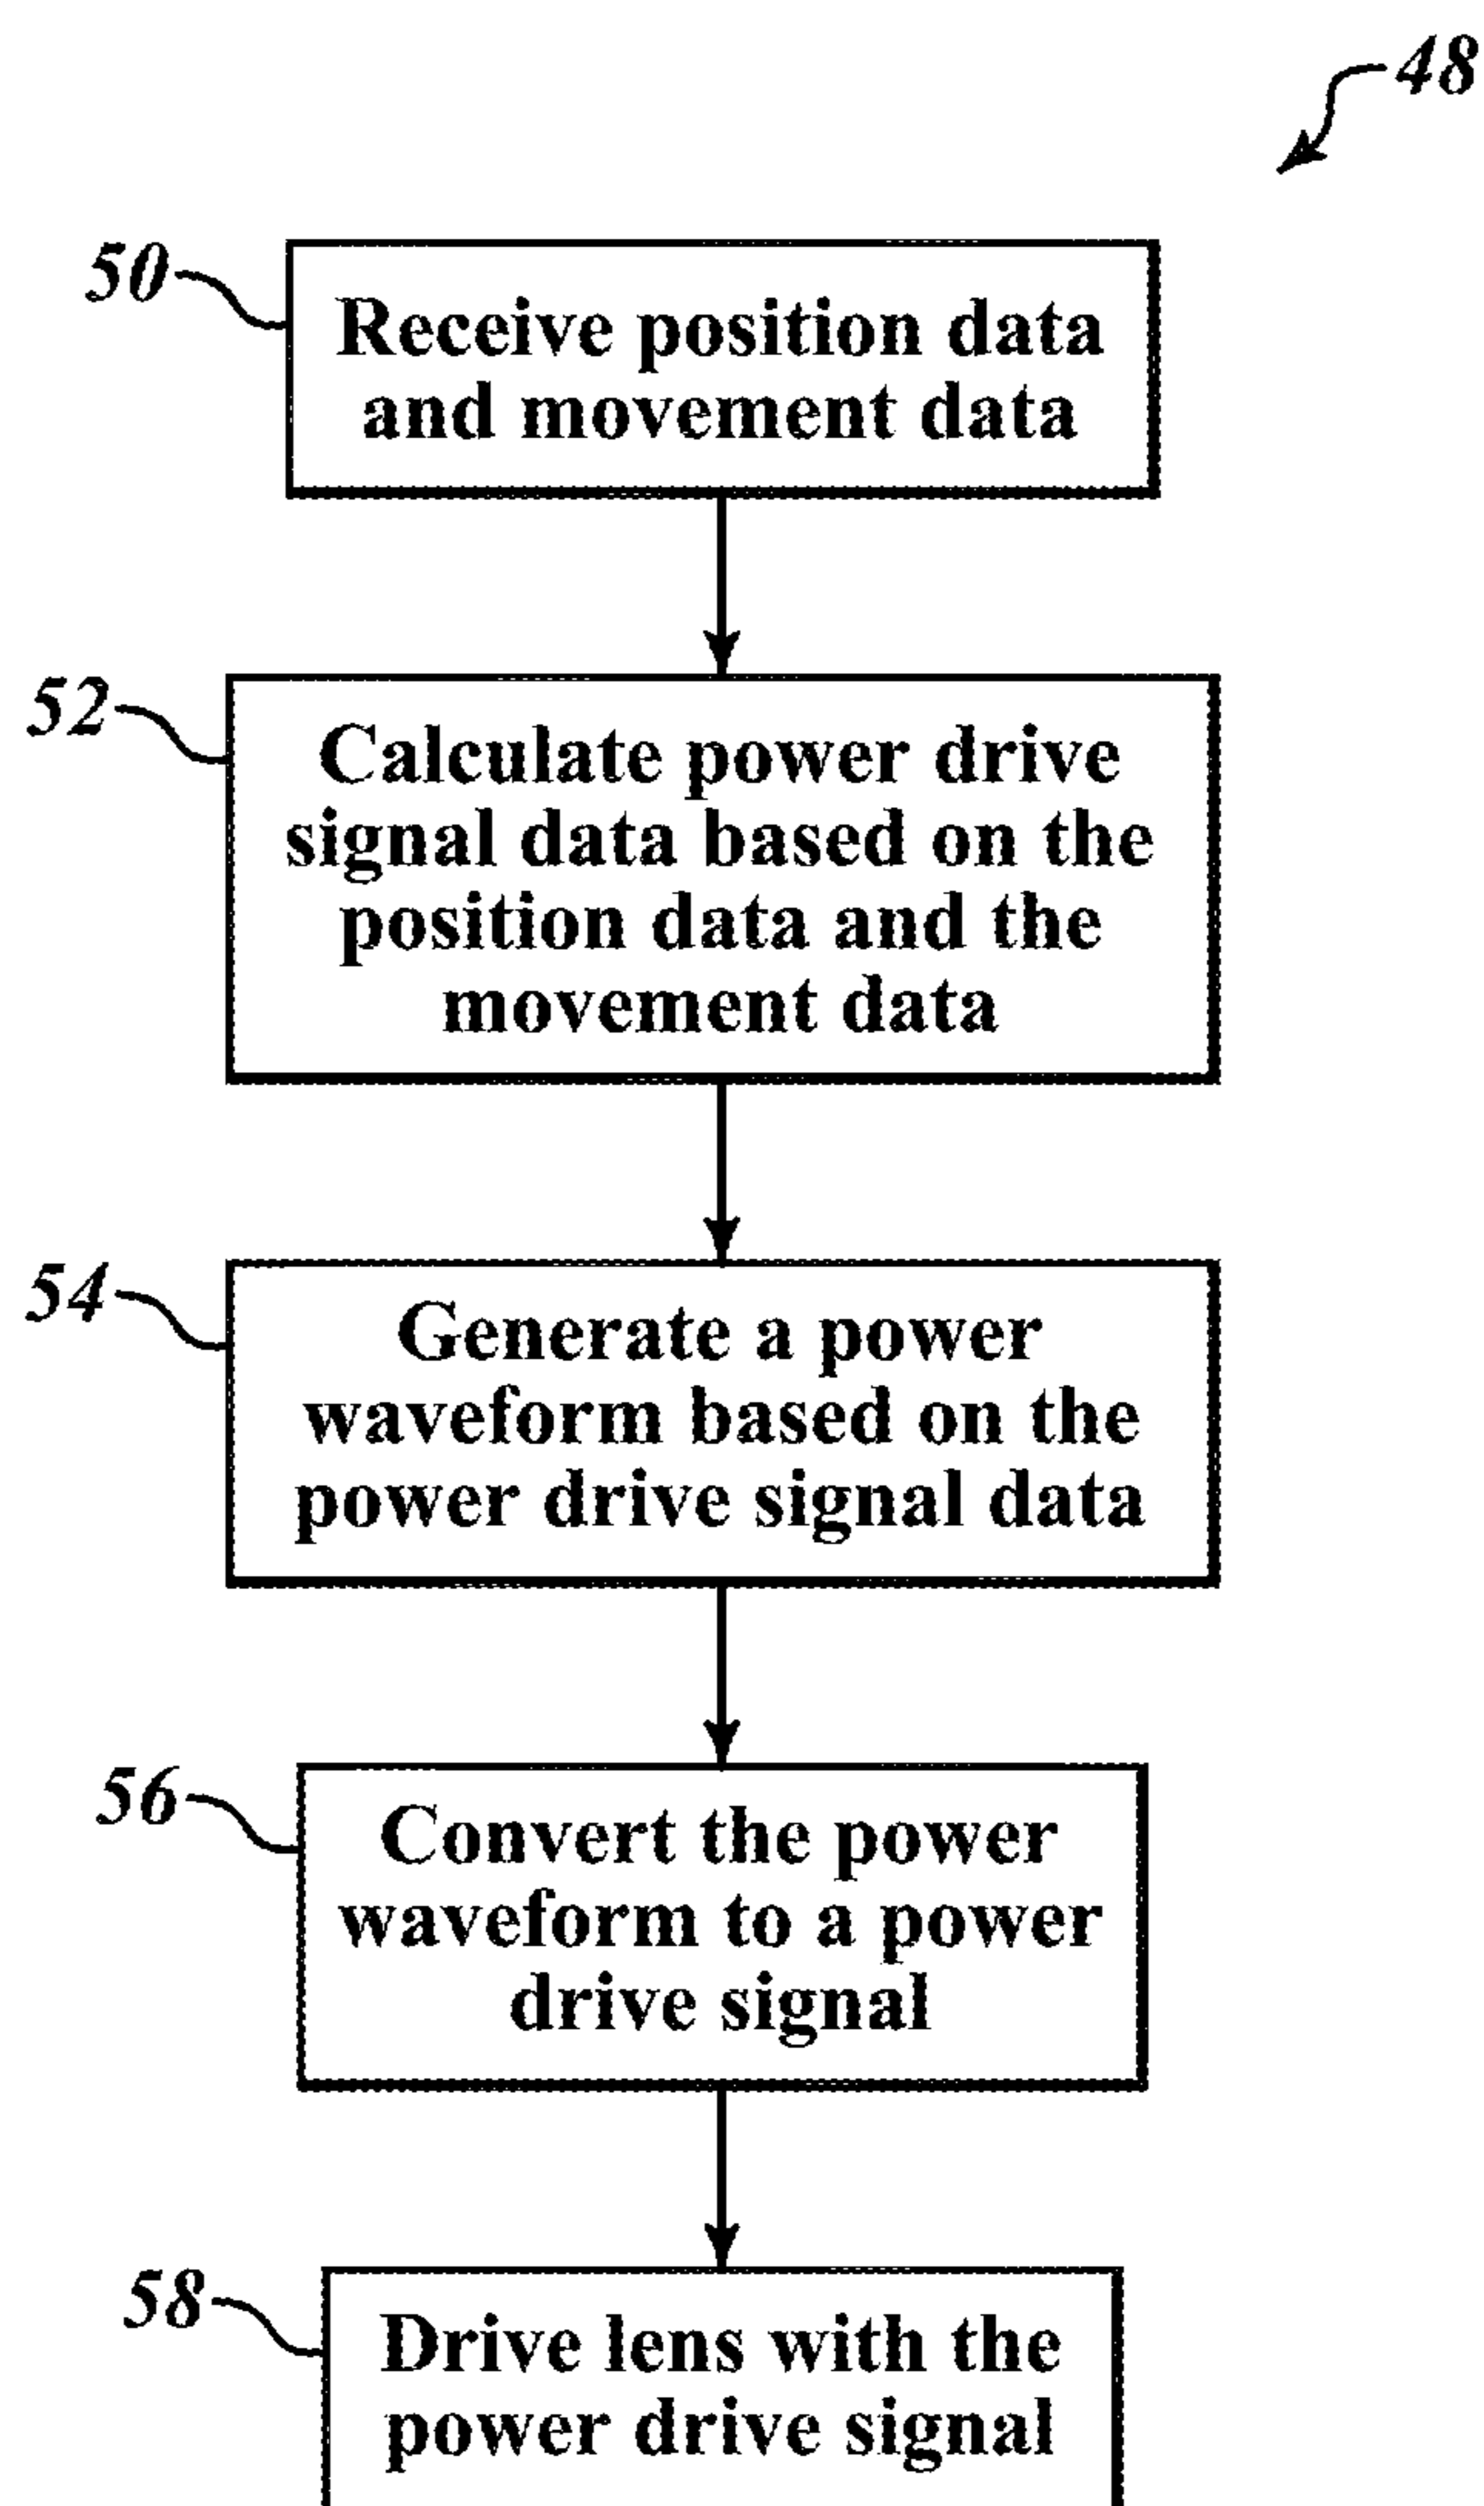 48
50
Receive position data
and movement data
52
Calculate power drive
signal data based on the
position data and the
movement data
54
Generate a power
waveform based on the
power drive signal data
56
Convert the power
waveform to a power
drive signal
58
Drive lens with the
power drive signal